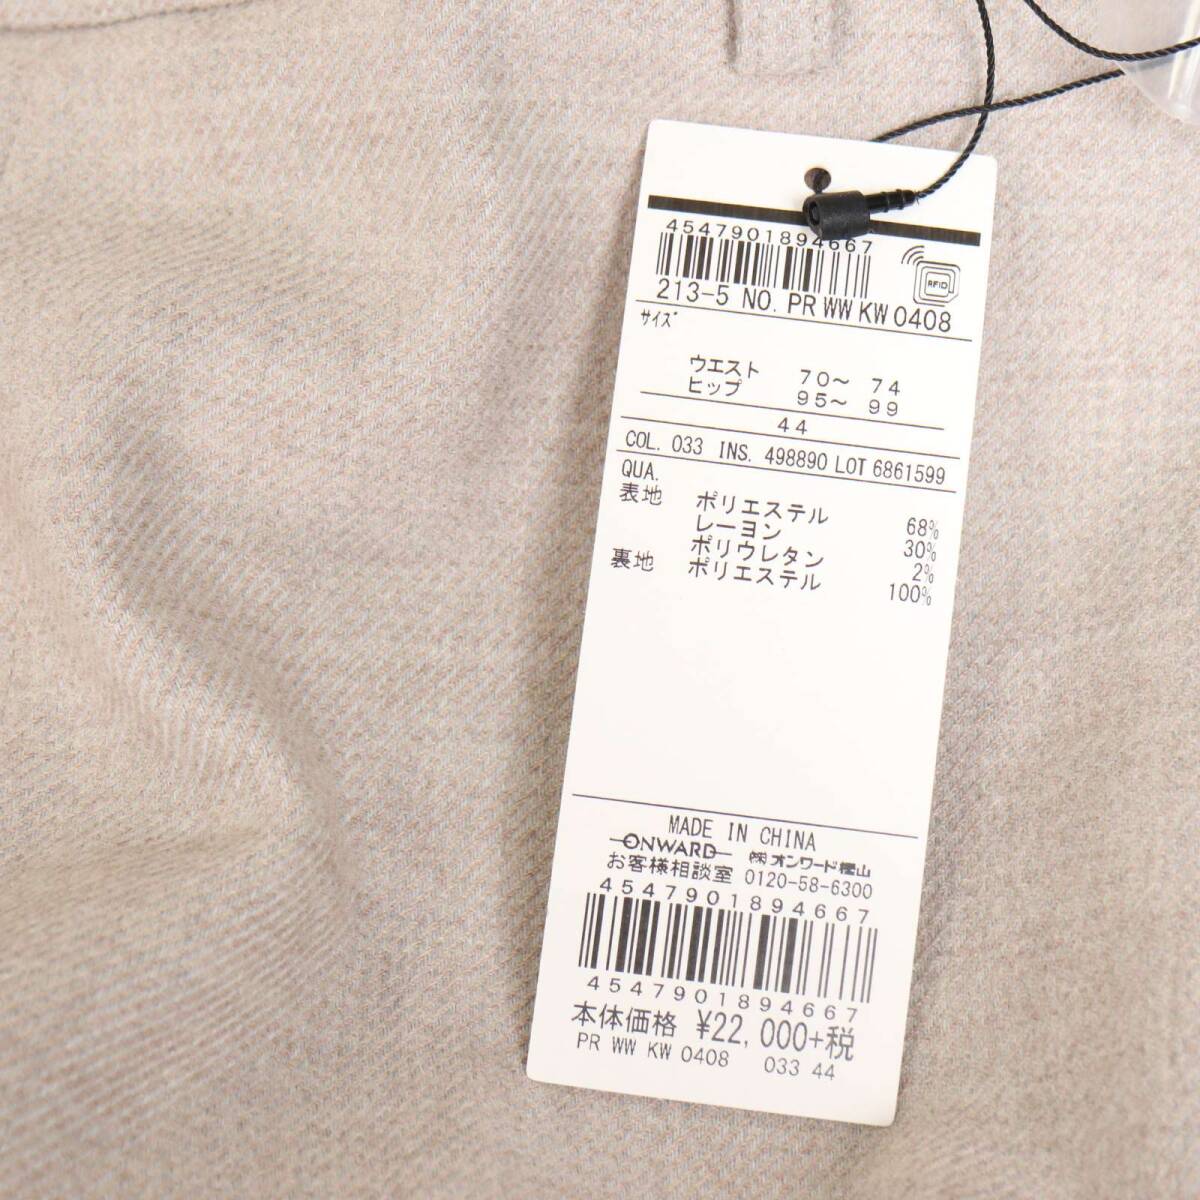 4547901894667
RFID
213-5 NO. PR WW KW 0408
サイズ
ウエスト 70～ 74
ヒップ 95～ 99
44
COL. 033 INS. 498890 LOT 6861599
QUA.
表地 ポリエステル 68%
レーヨン 30%
ポリウレタン 2%
裏地 ポリエステル 100%
MADE IN CHINA
ONWARD ㈱オンワード樫山
お客様相談室 0120-58-6300
4547901894667
4547901894667
本体価格 ¥22,000+税
PR WW KW 0408 033 44